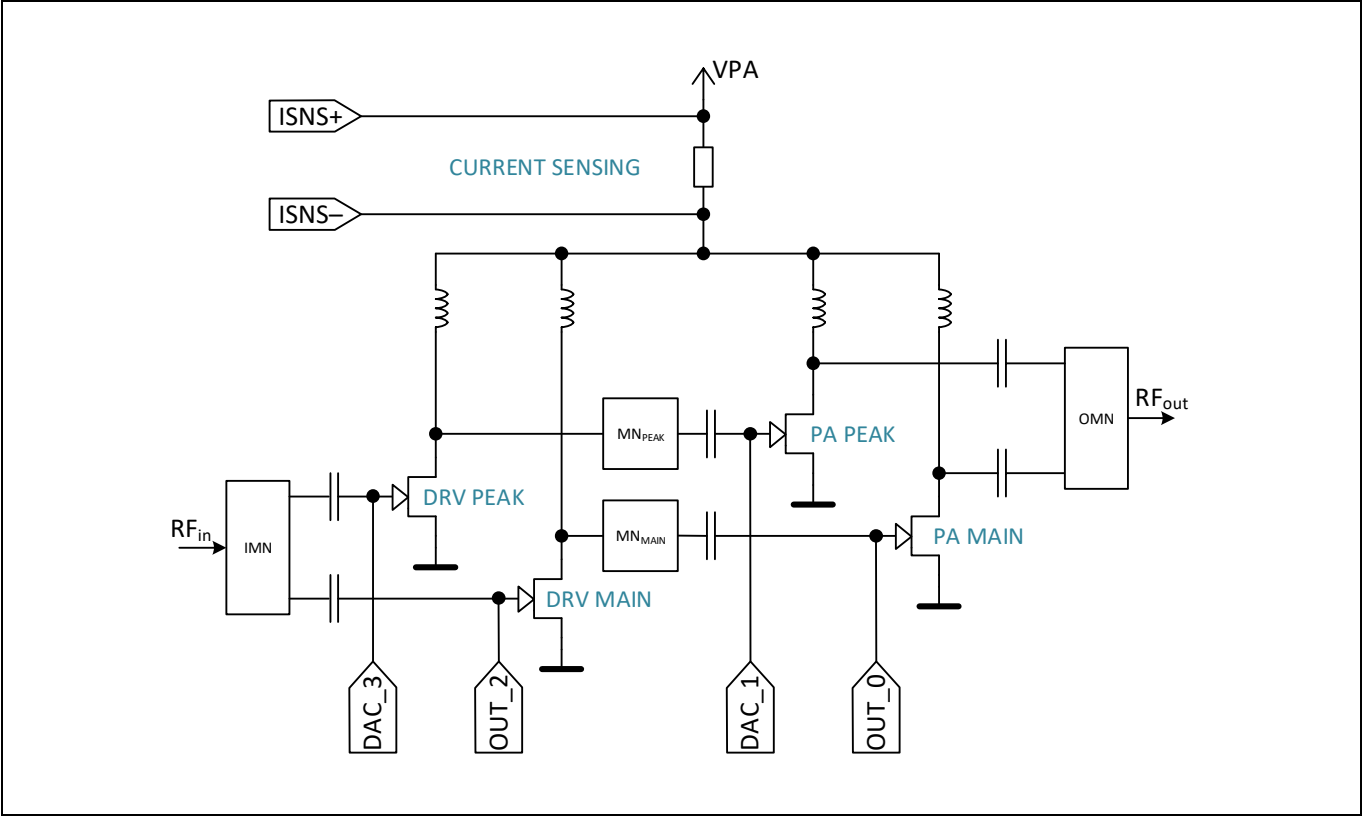 VPA
ISNS+
CURRENT SENSING
ISNS–
RFout
MNPEAK
PA PEAK
OMN
DRV PEAK
RFin
IMN
MNMAIN
PA MAIN
DRV MAIN
DAC_3
OUT_2
DAC_1
OUT_0